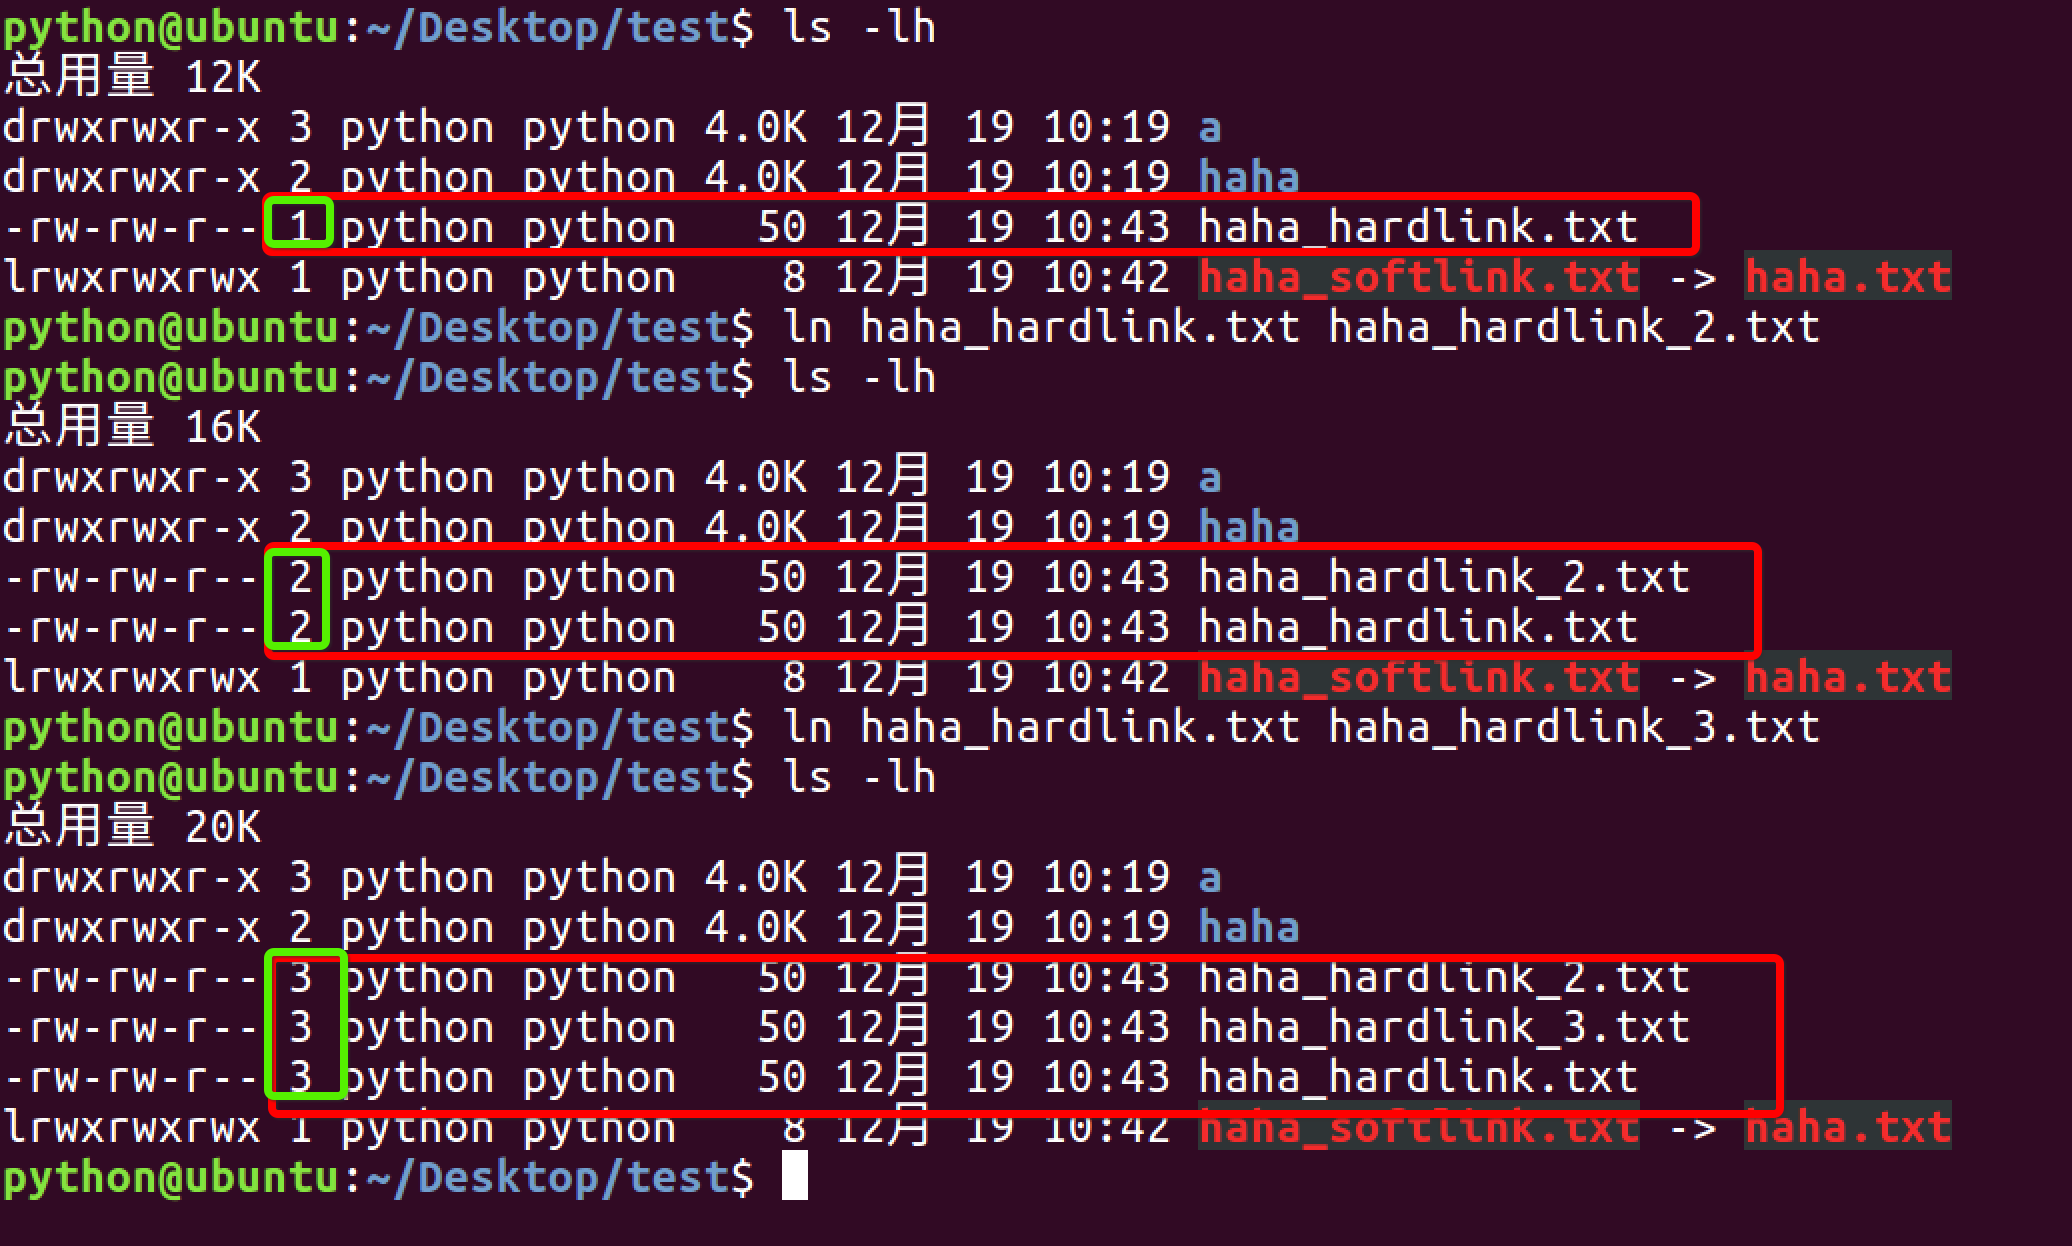 python@ubuntu:~/Desktop/test$ ls -lh
总用量 12K
drwxrwxr-x 3 python python 4.0K 12月 19 10:19 a
drwxrwxr-x 2 python python 4.0K 12月 19 10:19 haha
-rw-rw-r-- 1 python python   50 12月 19 10:43 haha_hardlink.txt
lrwxrwxrwx 1 python python    8 12月 19 10:42 haha_softlink.txt -> haha.txt
python@ubuntu:~/Desktop/test$ ln haha_hardlink.txt haha_hardlink_2.txt
python@ubuntu:~/Desktop/test$ ls -lh
总用量 16K
drwxrwxr-x 3 python python 4.0K 12月 19 10:19 a
drwxrwxr-x 2 python python 4.0K 12月 19 10:19 haha
-rw-rw-r-- 2 python python   50 12月 19 10:43 haha_hardlink_2.txt
-rw-rw-r-- 2 python python   50 12月 19 10:43 haha_hardlink.txt
lrwxrwxrwx 1 python python    8 12月 19 10:42 haha_softlink.txt -> haha.txt
python@ubuntu:~/Desktop/test$ ln haha_hardlink.txt haha_hardlink_3.txt
python@ubuntu:~/Desktop/test$ ls -lh
总用量 20K
drwxrwxr-x 3 python python 4.0K 12月 19 10:19 a
drwxrwxr-x 2 python python 4.0K 12月 19 10:19 haha
-rw-rw-r-- 3 python python   50 12月 19 10:43 haha_hardlink_2.txt
-rw-rw-r-- 3 python python   50 12月 19 10:43 haha_hardlink_3.txt
-rw-rw-r-- 3 python python   50 12月 19 10:43 haha_hardlink.txt
lrwxrwxrwx 1 python python    8 12月 19 10:42 haha_softlink.txt -> haha.txt
python@ubuntu:~/Desktop/test$